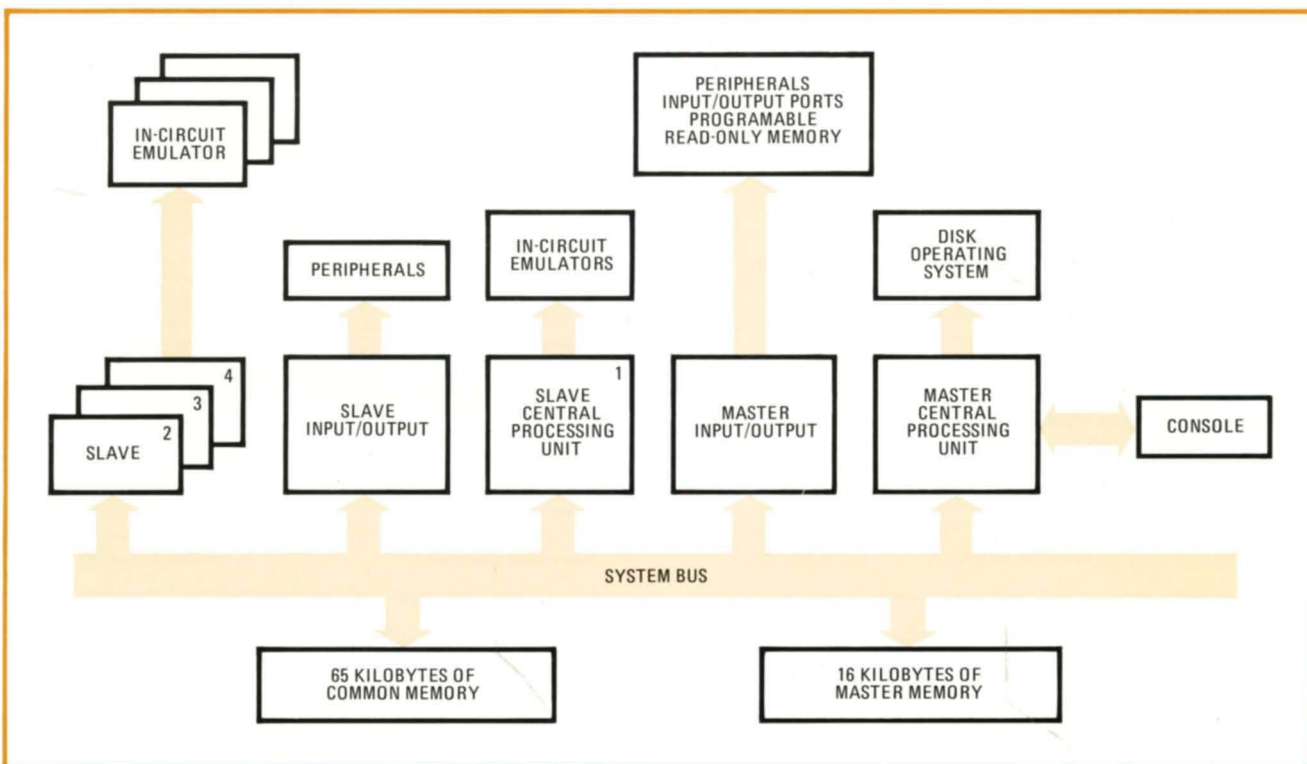 IN-CIRCUIT
EMULATOR
PERIPHERALS
INPUT/OUTPUT PORTS
PROGRAMABLE
READ-ONLY MEMORY
PERIPHERALS
IN-CIRCUIT
EMULATORS
DISK
OPERATING
SYSTEM
4
3
2
SLAVE
SLAVE
INPUT/OUTPUT
1
SLAVE
CENTRAL
PROCESSING
UNIT
MASTER
INPUT/OUTPUT
MASTER
CENTRAL
PROCESSING
UNIT
CONSOLE
SYSTEM BUS
65 KILOBYTES OF
COMMON MEMORY
16 KILOBYTES OF
MASTER MEMORY